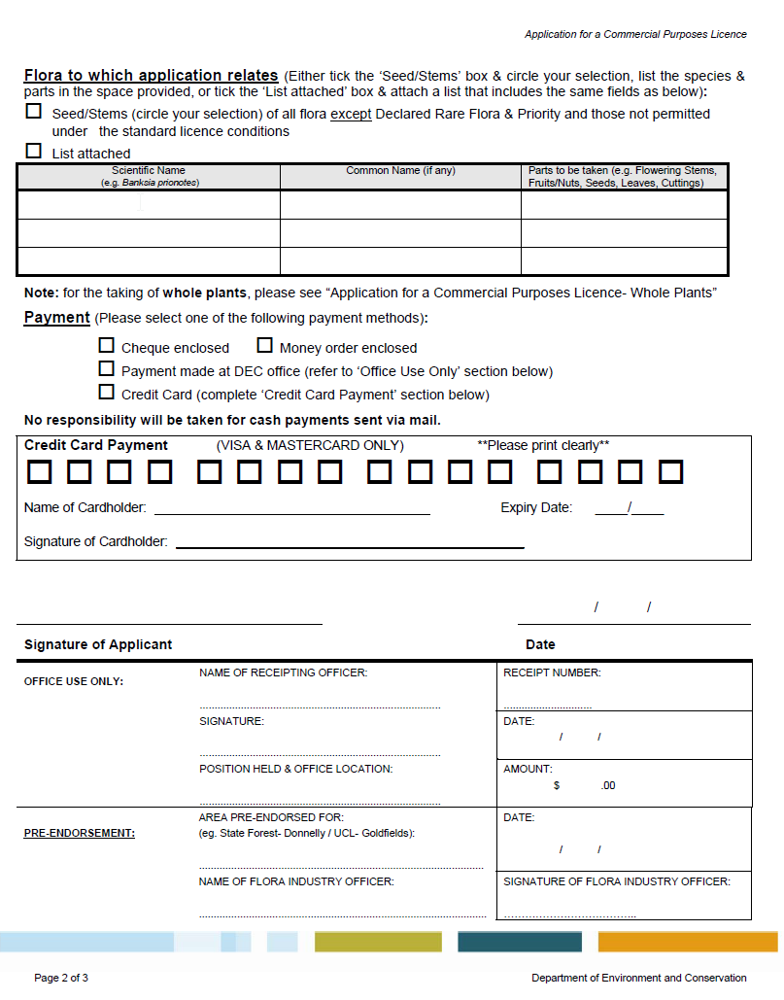 Application for a Commercial Purposes Licence
Flora to which application relates (Either tick the ‘Seed/Stems’ box & circle your selection, list the species &
parts in the space provided, or tick the ‘List attached’ box & attach a list that includes the same fields as below):
Seed/Stems (circle your selection) of all flora except Declared Rare Flora & Priority and those not permitted
under the standard licence conditions
List attached
Scientific Name
(e.g. Banksia prionotes)
Common Name (if any)
Parts to be taken (e.g. Flowering Stems,
Fruits/Nuts, Seeds, Leaves, Cuttings)
Note: for the taking of whole plants, please see “Application for a Commercial Purposes Licence- Whole Plants”
Payment (Please select one of the following payment methods):
Cheque enclosed Money order enclosed
Payment made at DEC office (refer to ‘Office Use Only’ section below)
Credit Card (complete ‘Credit Card Payment’ section below)
No responsibility will be taken for cash payments sent via mail.
Credit Card Payment (VISA & MASTERCARD ONLY) **Please print clearly**
Name of Cardholder: ____ Expiry Date: ____/____
Signature of Cardholder: ____
/ /
Signature of Applicant Date
OFFICE USE ONLY:
NAME OF RECEIPTING OFFICER:
RECEIPT NUMBER:
SIGNATURE:
DATE:
/ /
POSITION HELD & OFFICE LOCATION:
AMOUNT:
$ .00
PRE-ENDORSEMENT:
AREA PRE-ENDORSED FOR:
(eg. State Forest- Donnelly / UCL- Goldfields):
DATE:
/ /
NAME OF FLORA INDUSTRY OFFICER:
SIGNATURE OF FLORA INDUSTRY OFFICER:
Page 2 of 3 Department of Environment and Conservation